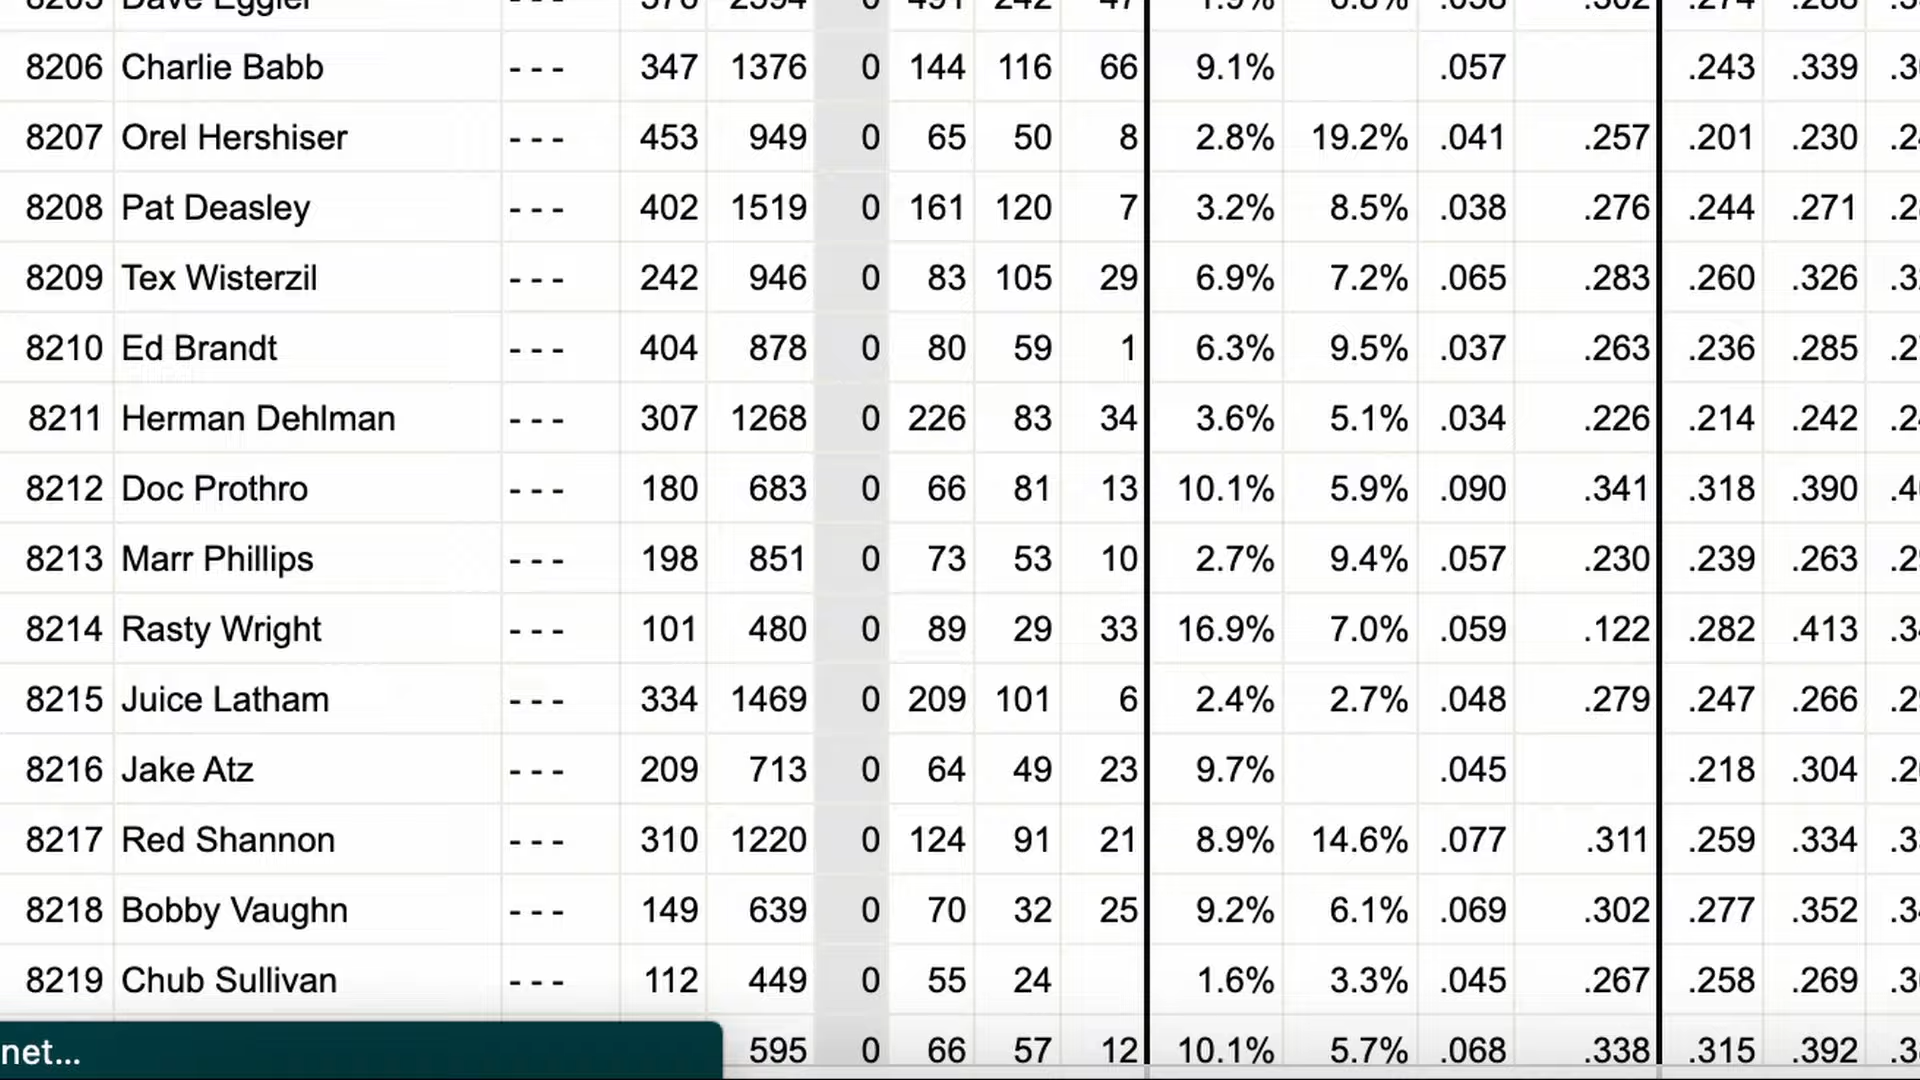 8206 Charlie Babb --- 347 1376 0 144 116 66 9.1% .057 .243 .339
8207 Orel Hershiser --- 453 949 0 65 50 8 2.8% 19.2% .041 .257 .201 .230
8208 Pat Deasley --- 402 1519 0 161 120 7 3.2% 8.5% .038 .276 .244 .271
8209 Tex Wisterzil --- 242 946 0 83 105 29 6.9% 7.2% .065 .283 .260 .326
8210 Ed Brandt --- 404 878 0 80 59 1 6.3% 9.5% .037 .263 .236 .285
8211 Herman Dehlman --- 307 1268 0 226 83 34 3.6% 5.1% .034 .226 .214 .242
8212 Doc Prothro --- 180 683 0 66 81 13 10.1% 5.9% .090 .341 .318 .390
8213 Marr Phillips --- 198 851 0 73 53 10 2.7% 9.4% .057 .230 .239 .263
8214 Rasty Wright --- 101 480 0 89 29 33 16.9% 7.0% .059 .122 .282 .413
8215 Juice Latham --- 334 1469 0 209 101 6 2.4% 2.7% .048 .279 .247 .266
8216 Jake Atz --- 209 713 0 64 49 23 9.7% .045 .218 .304
8217 Red Shannon --- 310 1220 0 124 91 21 8.9% 14.6% .077 .311 .259 .334
8218 Bobby Vaughn --- 149 639 0 70 32 25 9.2% 6.1% .069 .302 .277 .352
8219 Chub Sullivan --- 112 449 0 55 24 1.6% 3.3% .045 .267 .258 .269
net... 595 0 66 57 12 10.1% 5.7% .068 .338 .315 .392